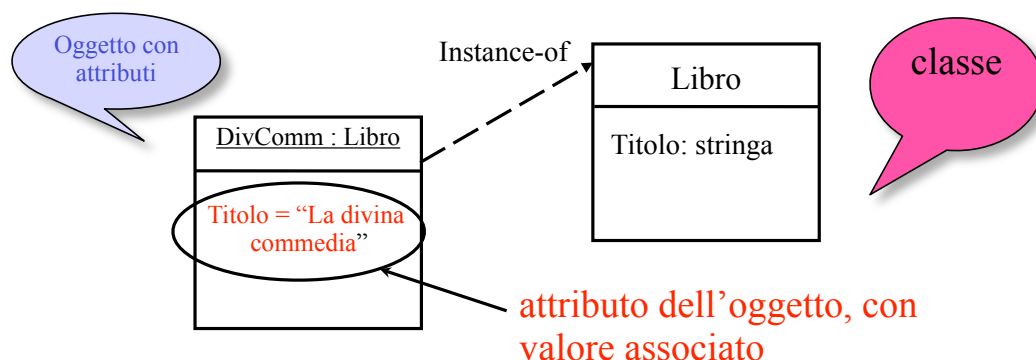 Oggetto con
attributi
Instance-of
Libro
classe
DivComm : Libro
Titolo: stringa
Titolo = “La divina
commedia”
attributo dell’oggetto, con
valore associato